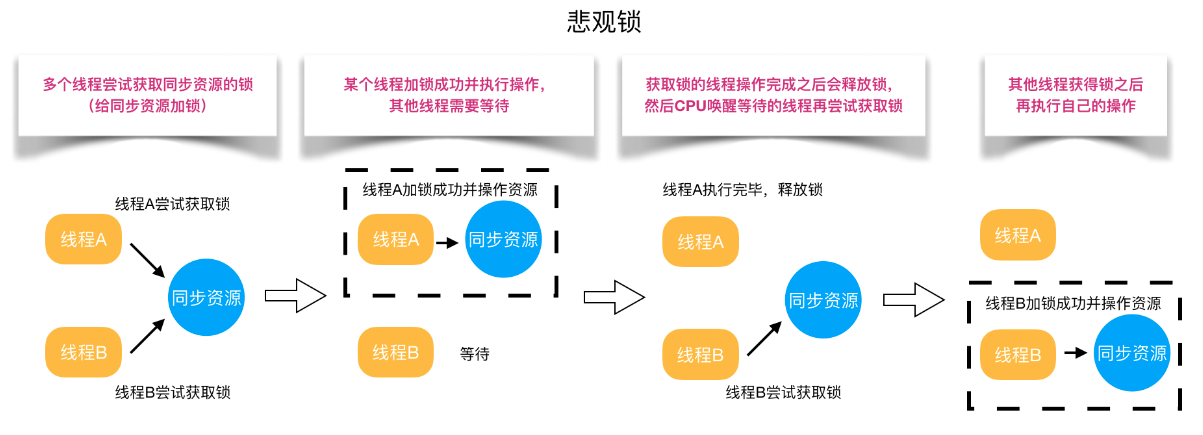 悲观锁
多个线程尝试获取同步资源的锁
（给同步资源加锁）
某个线程加锁成功并执行操作，
其他线程需要等待
获取锁的线程操作完成之后会释放锁，
然后CPU唤醒等待的线程再尝试获取锁
其他线程获得锁之后
再执行自己的操作
线程A尝试获取锁
线程A
同步资源
线程B
线程B尝试获取锁
线程A加锁成功并操作资源
线程A
同步资源
线程B
等待
线程A执行完毕，释放锁
线程A
同步资源
线程B
线程B尝试获取锁
线程A
线程B加锁成功并操作资源
线程B
同步资源